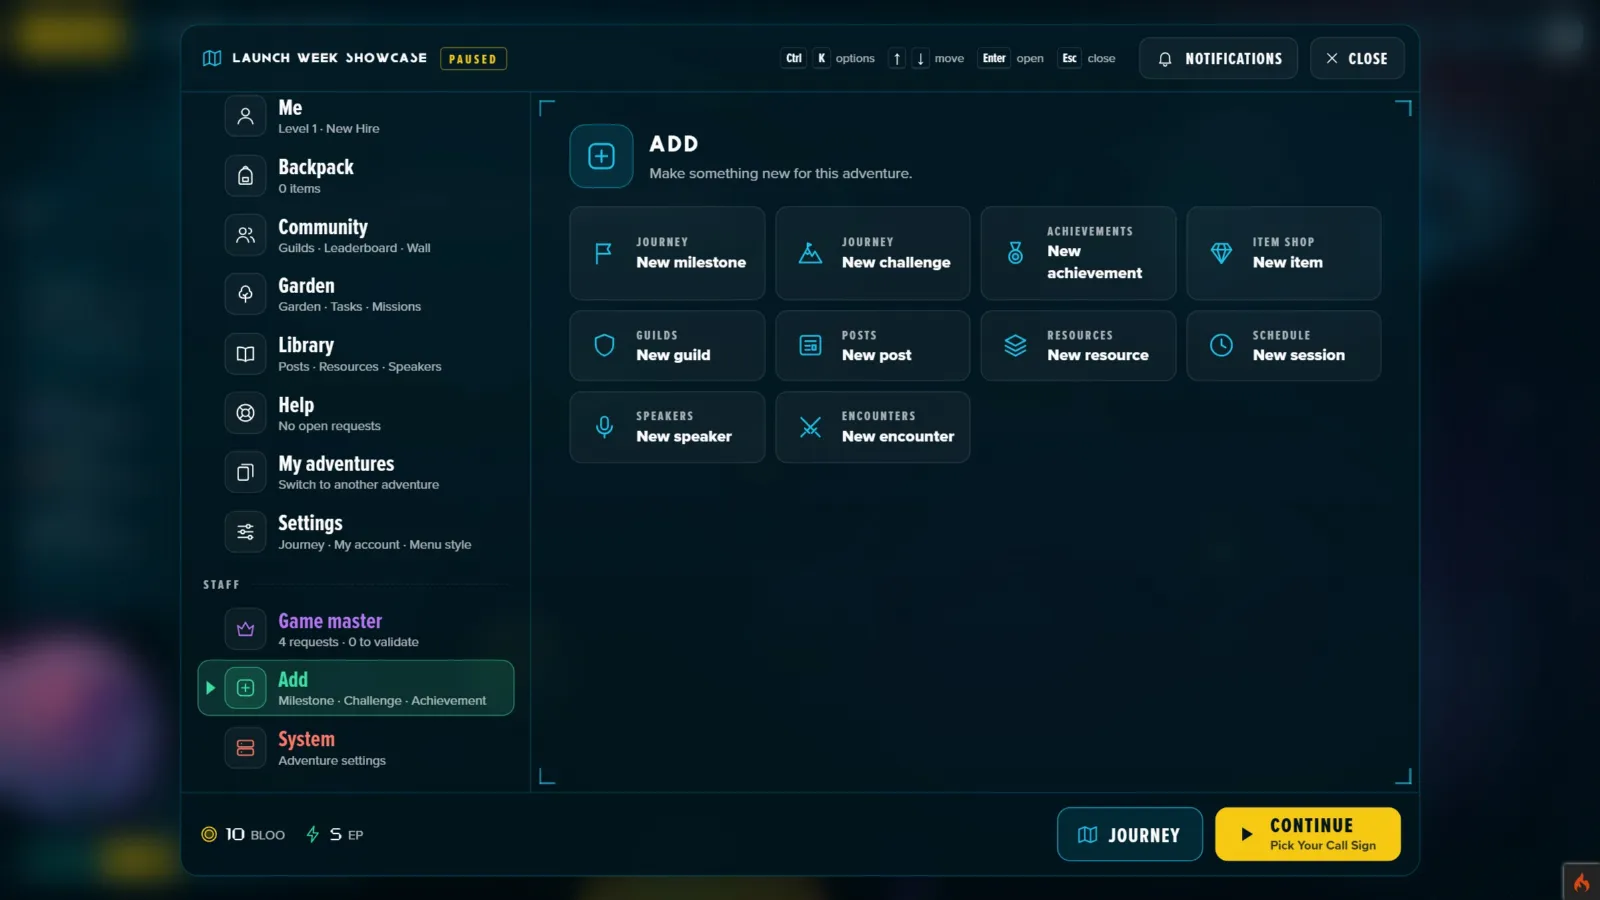 LAUNCH WEEK SHOWCASE
PAUSED
Ctrl K options ↑ ↓ move Enter open Esc close
NOTIFICATIONS
CLOSE
Me
Level 1 · New Hire
Backpack
0 items
Community
Guilds · Leaderboard · Wall
Garden
Garden · Tasks · Missions
Library
Posts · Resources · Speakers
Help
No open requests
My adventures
Switch to another adventure
Settings
Journey · My account · Menu style
STAFF
Game master
4 requests · 0 to validate
Add
Milestone · Challenge · Achievement
System
Adventure settings
ADD
Make something new for this adventure.
JOURNEY
New milestone
JOURNEY
New challenge
ACHIEVEMENTS
New
achievement
ITEM SHOP
New item
GUILDS
New guild
POSTS
New post
RESOURCES
New resource
SCHEDULE
New session
SPEAKERS
New speaker
ENCOUNTERS
New encounter
10 BLOO
5 EP
JOURNEY
CONTINUE
Pick Your Call Sign